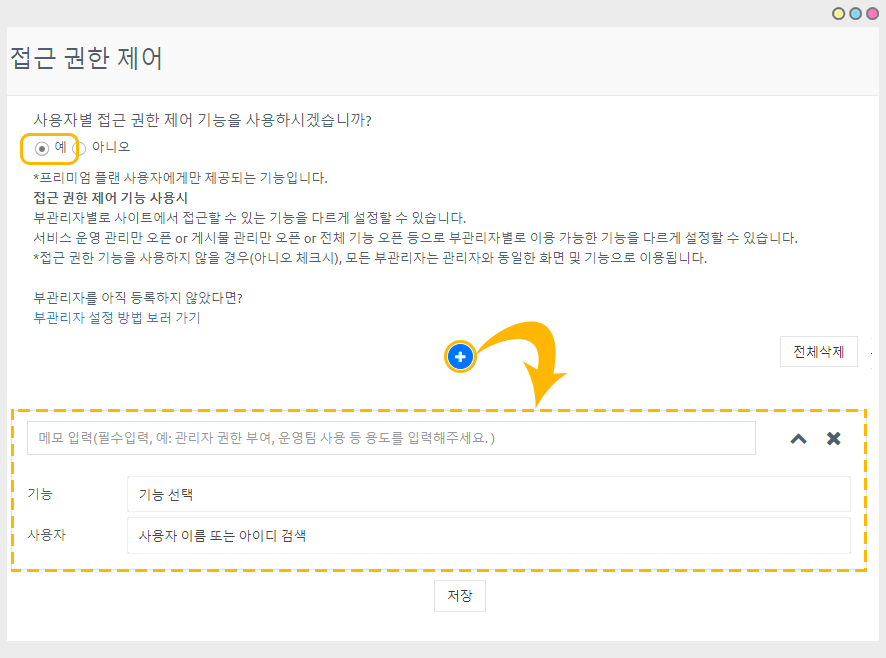 접근 권한 제어
사용자별 접근 권한 제어 기능을 사용하시겠습니까?
예 아니오
*프리미엄 플랜 사용자에게만 제공되는 기능입니다.
접근 권한 제어 기능 사용시
부관리자별로 사이트에서 접근할 수 있는 기능을 다르게 설정할 수 있습니다.
서비스 운영 관리만 오픈 or 게시물 관리만 오픈 or 전체 기능 오픈 등으로 부관리자별로 이용 가능한 기능을 다르게 설정할 수 있습니다.
*접근 권한 기능을 사용하지 않을 경우(아니오 체크시), 모든 부관리자는 관리자와 동일한 화면 및 기능으로 이용됩니다.
부관리자를 아직 등록하지 않았다면?
부관리자 설정 방법 보러 가기
전체삭제
메모 입력(필수입력, 예: 관리자 권한 부여, 운영팀 사용 등 용도를 입력해주세요.)
기능 기능 선택
사용자 사용자 이름 또는 아이디 검색
저장